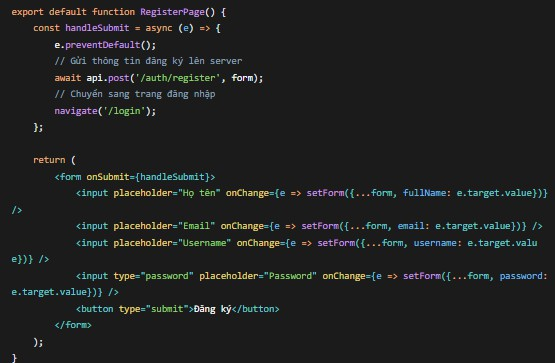 export default function RegisterPage() {
    const handleSubmit = async (e) => {
        e.preventDefault();
        // Gửi thông tin đăng ký lên server
        await api.post('/auth/register', form);
        // Chuyển sang trang đăng nhập
        navigate('/login');
    };

    return (
        <form onSubmit={handleSubmit}>
            <input placeholder="Họ tên" onChange={e => setForm({...form, fullName: e.target.value})}
/>
            <input placeholder="Email" onChange={e => setForm({...form, email: e.target.value})} />
            <input placeholder="Username" onChange={e => setForm({...form, username: e.target.valu
e})} />
            <input type="password" placeholder="Password" onChange={e => setForm({...form, password:
e.target.value})} />
            <button type="submit">Đăng ký</button>
        </form>
    );
}